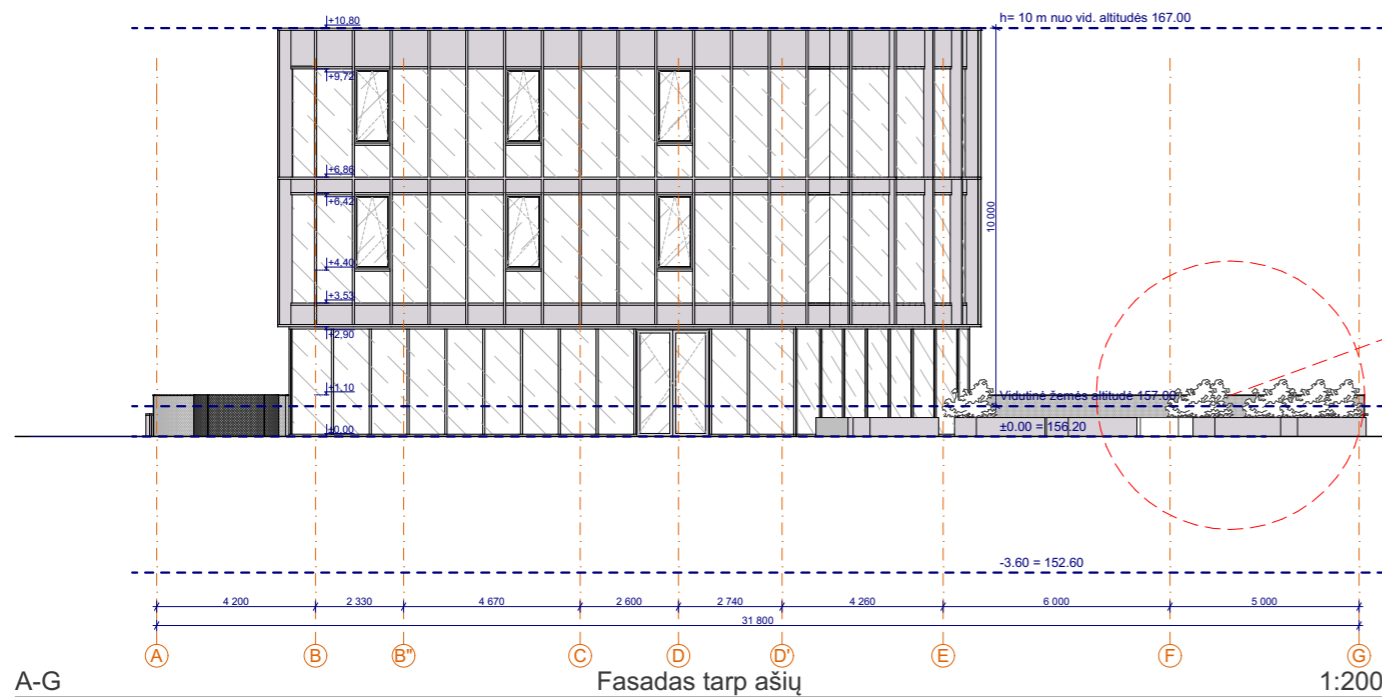 +10.80
h= 10 m nuo vid. altitudės 167.00
+9,72
+6,86
+6,42
10 000
+4,40
+3,53
+2,90
+1,10
Vidutinė žemės altitudė 157.00
±0.00
±0.00 = 156.20
-3.60 = 152.60
4 200 2 330 4 670 2 600 2 740 4 260 6 000 5 000
31 800
A B B" C D D' E F G
A-G Fasadas tarp ašių 1:200